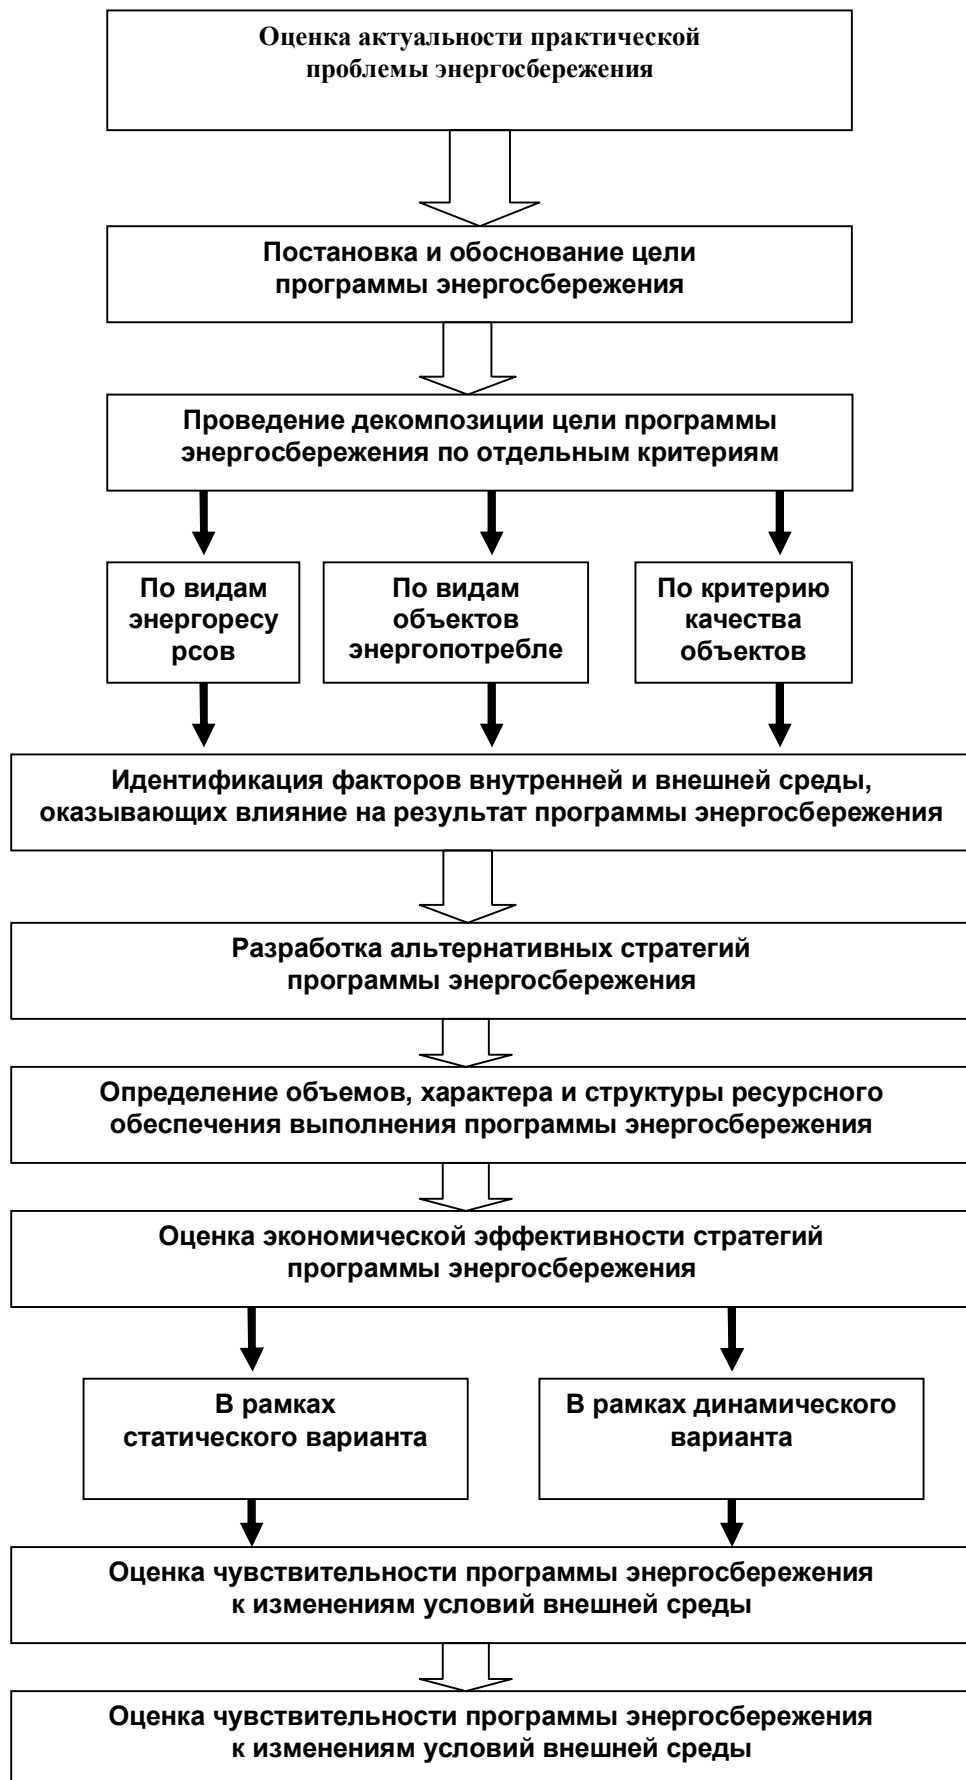 Оценка актуальности практической
проблемы энергосбережения
Постановка и обоснование цели
программы энергосбережения
Проведение декомпозиции цели программы
энергосбережения по отдельным критериям
По видам
энергоресу
рсов
По видам
объектов
энергопотребле
По критерию
качества
объектов
Идентификация факторов внутренней и внешней среды,
оказывающих влияние на результат программы энергосбережения
Разработка альтернативных стратегий
программы энергосбережения
Определение объемов, характера и структуры ресурсного
обеспечения выполнения программы энергосбережения
Оценка экономической эффективности стратегий
программы энергосбережения
В рамках
статического варианта
В рамках динамического
варианта
Оценка чувствительности программы энергосбережения
к изменениям условий внешней среды
Оценка чувствительности программы энергосбережения
к изменениям условий внешней среды